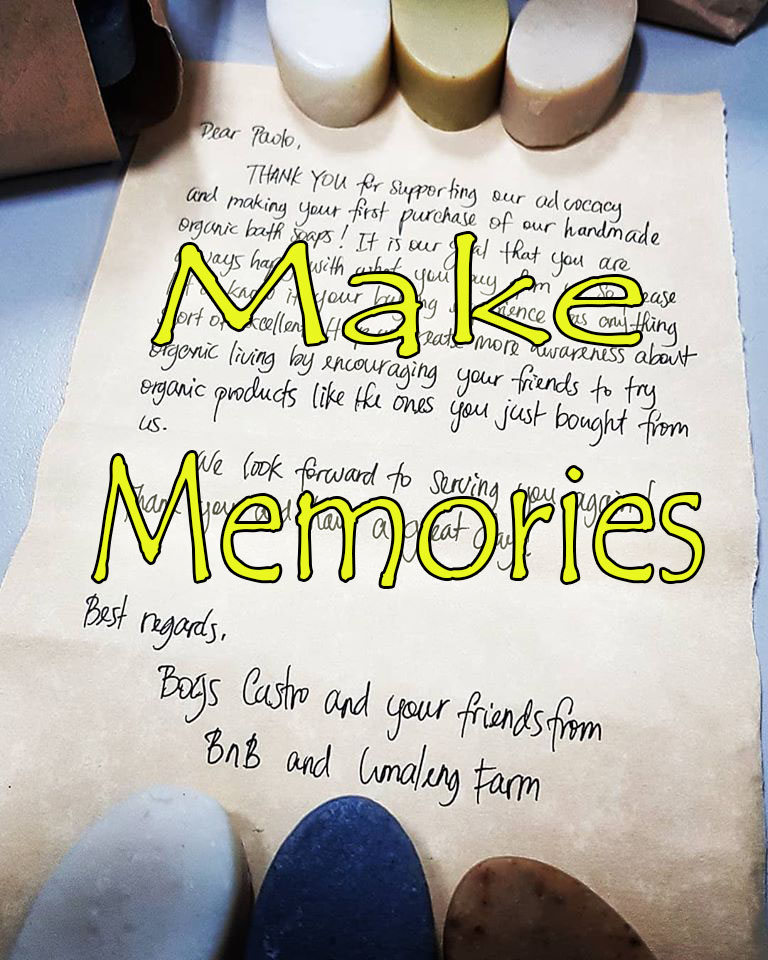 Dear Paolo,
THANK YOU for supporting our advocacy
and making your first purchase of our handmade
organic bath soaps! It is our goal that you are
always happy with what you buy from us. So please
know if your buying experience was anything
short of excellent. create more awareness about
organic living by encouraging your friends to try
organic products like the ones you just bought from
us.
We look forward to serving you again!
Thank you and have a great day!
Best regards,
Bogs Castro and your friends from
BnB and Umaleng Farm
Make
Memories